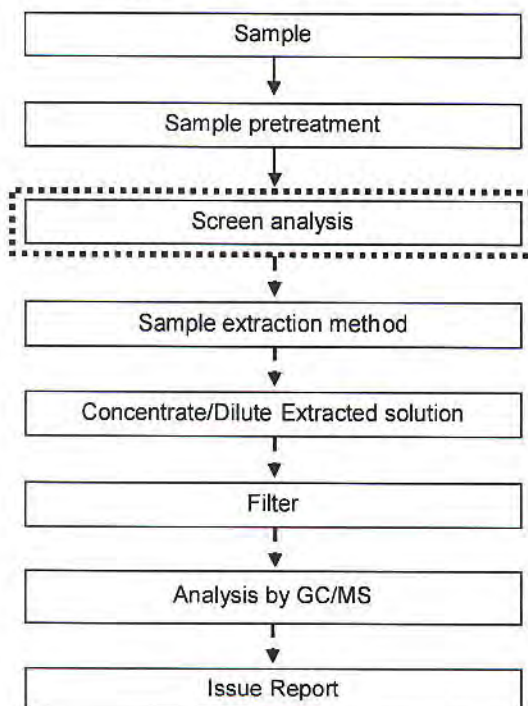 Sample
Sample pretreatment
Screen analysis
Sample extraction method
Concentrate/Dilute Extracted solution
Filter
Analysis by GC/MS
Issue Report